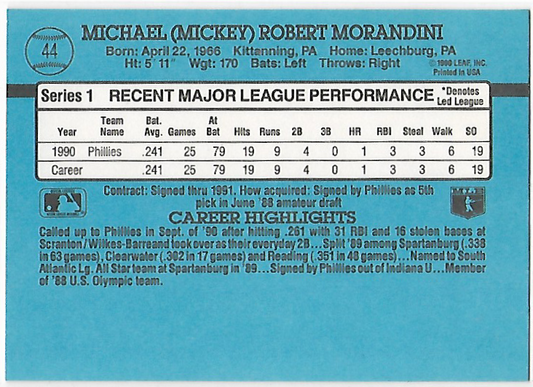 44
MICHAEL (MICKEY) ROBERT MORANDINI
Born: April 22, 1966 Kittanning, PA Home: Leechburg, PA
Ht: 5' 11" Wgt: 170 Bats: Left Throws: Right
©1990 LEAF, INC.
Printed in USA
Series 1 RECENT MAJOR LEAGUE PERFORMANCE *Denotes Led League
Year Team Name Bat. Avg. Games At Bat Hits Runs 2B 3B HR RBI Steal Walk SO
1990 Phillies .241 25 79 19 9 4 0 1 3 3 6 19
Career .241 25 79 19 9 4 0 1 3 3 6 19
Contract: Signed thru 1991. How acquired: Signed by Phillies as 5th
pick in June '88 amateur draft
CAREER HIGHLIGHTS
Called up to Phillies in Sept. of '90 after hitting .261 with 31 RBI and 16 stolen bases at
Scranton/Wilkes-Barre and took over as their everyday 2B... Split '89 among Spartanburg (.338
in 63 games), Clearwater (.302 in 17 games) and Reading (.351 in 48 games)... Named to South
Atlantic Lg. All Star team at Spartanburg in '89... Signed by Phillies out of Indiana U... Member
of '88 U.S. Olympic team.